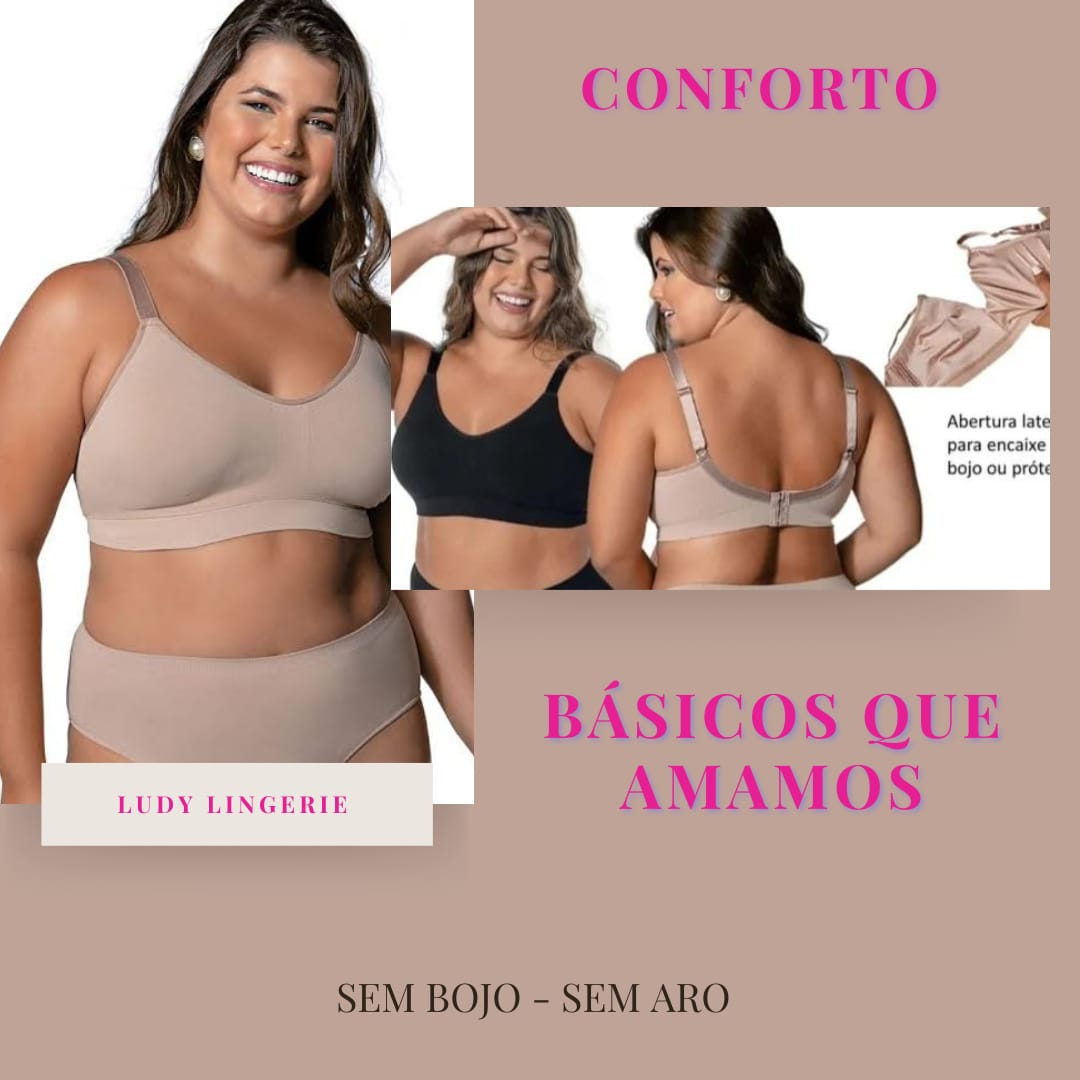 CONFORTO
Abertura late
para encaixe
bojo ou próte
BÁSICOS QUE
AMAMOS
LUDY LINGERIE
SEM BOJO - SEM ARO